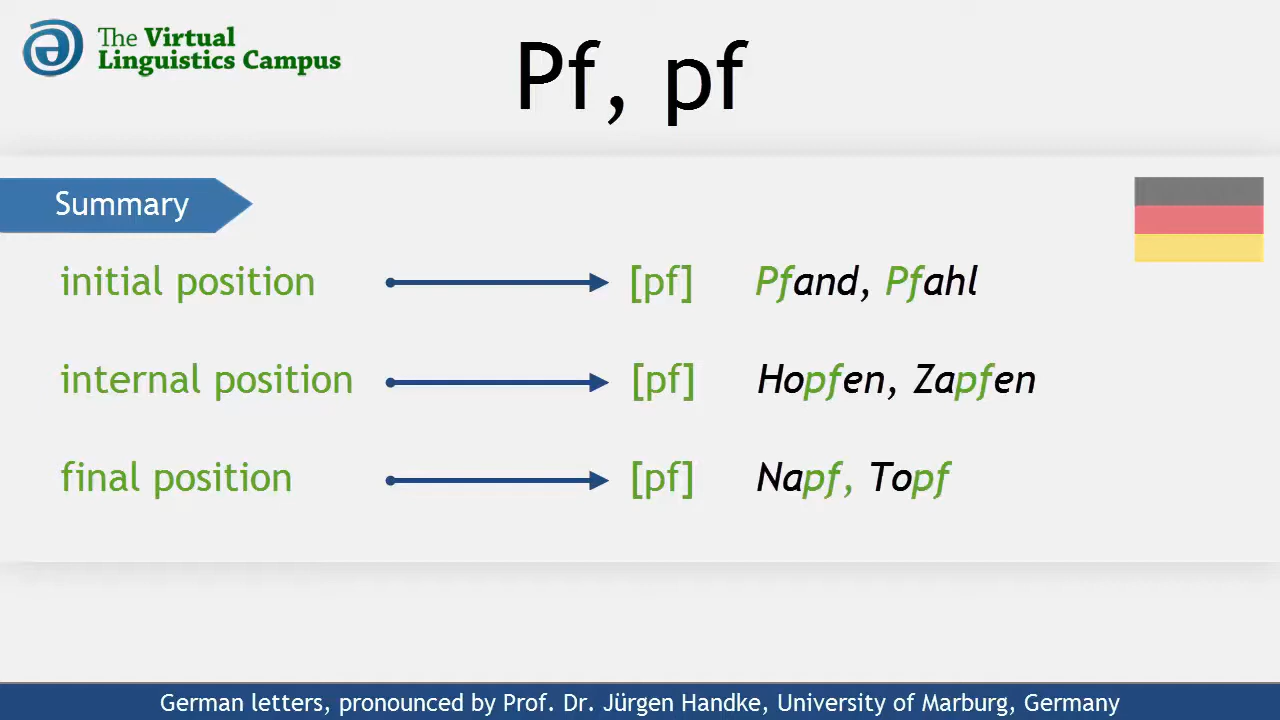 The Virtual
Linguistics Campus
Pf, pf
Summary
initial position [pf] Pfand, Pfahl
internal position [pf] Hopfen, Zapfen
final position [pf] Napf, Topf
German letters, pronounced by Prof. Dr. Jürgen Handke, University of Marburg, Germany